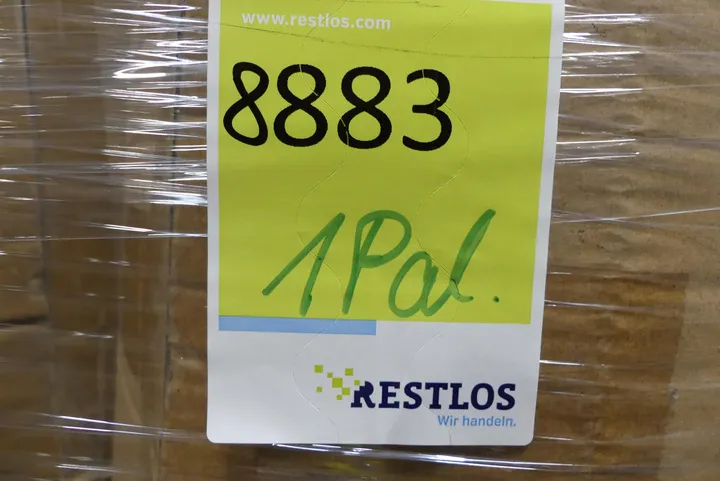 www.restlos.com
8883
1 Pal.
RESTLOS
Wir handeln.